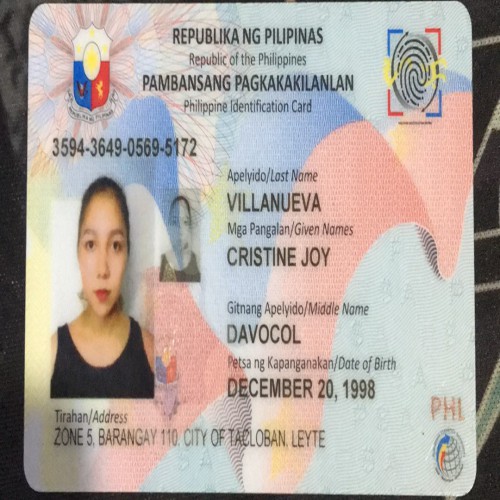 REPUBLIKA NG PILIPINAS
Republic of the Philippines
PAMBANSANG PAGKAKAKILANLAN
Philippine Identification Card
3594-3649-0569-5172
Apelyido/Last Name
VILLANUEVA
Mga Pangalan/Given Names
CRISTINE JOY
Gitnang Apelyido/Middle Name
DAVOCOL
Petsa ng Kapanganakan/Date of Birth
DECEMBER 20, 1998
PHL
Tirahan/Address
ZONE 5, BARANGAY 110, CITY OF TACLOBAN, LEYTE